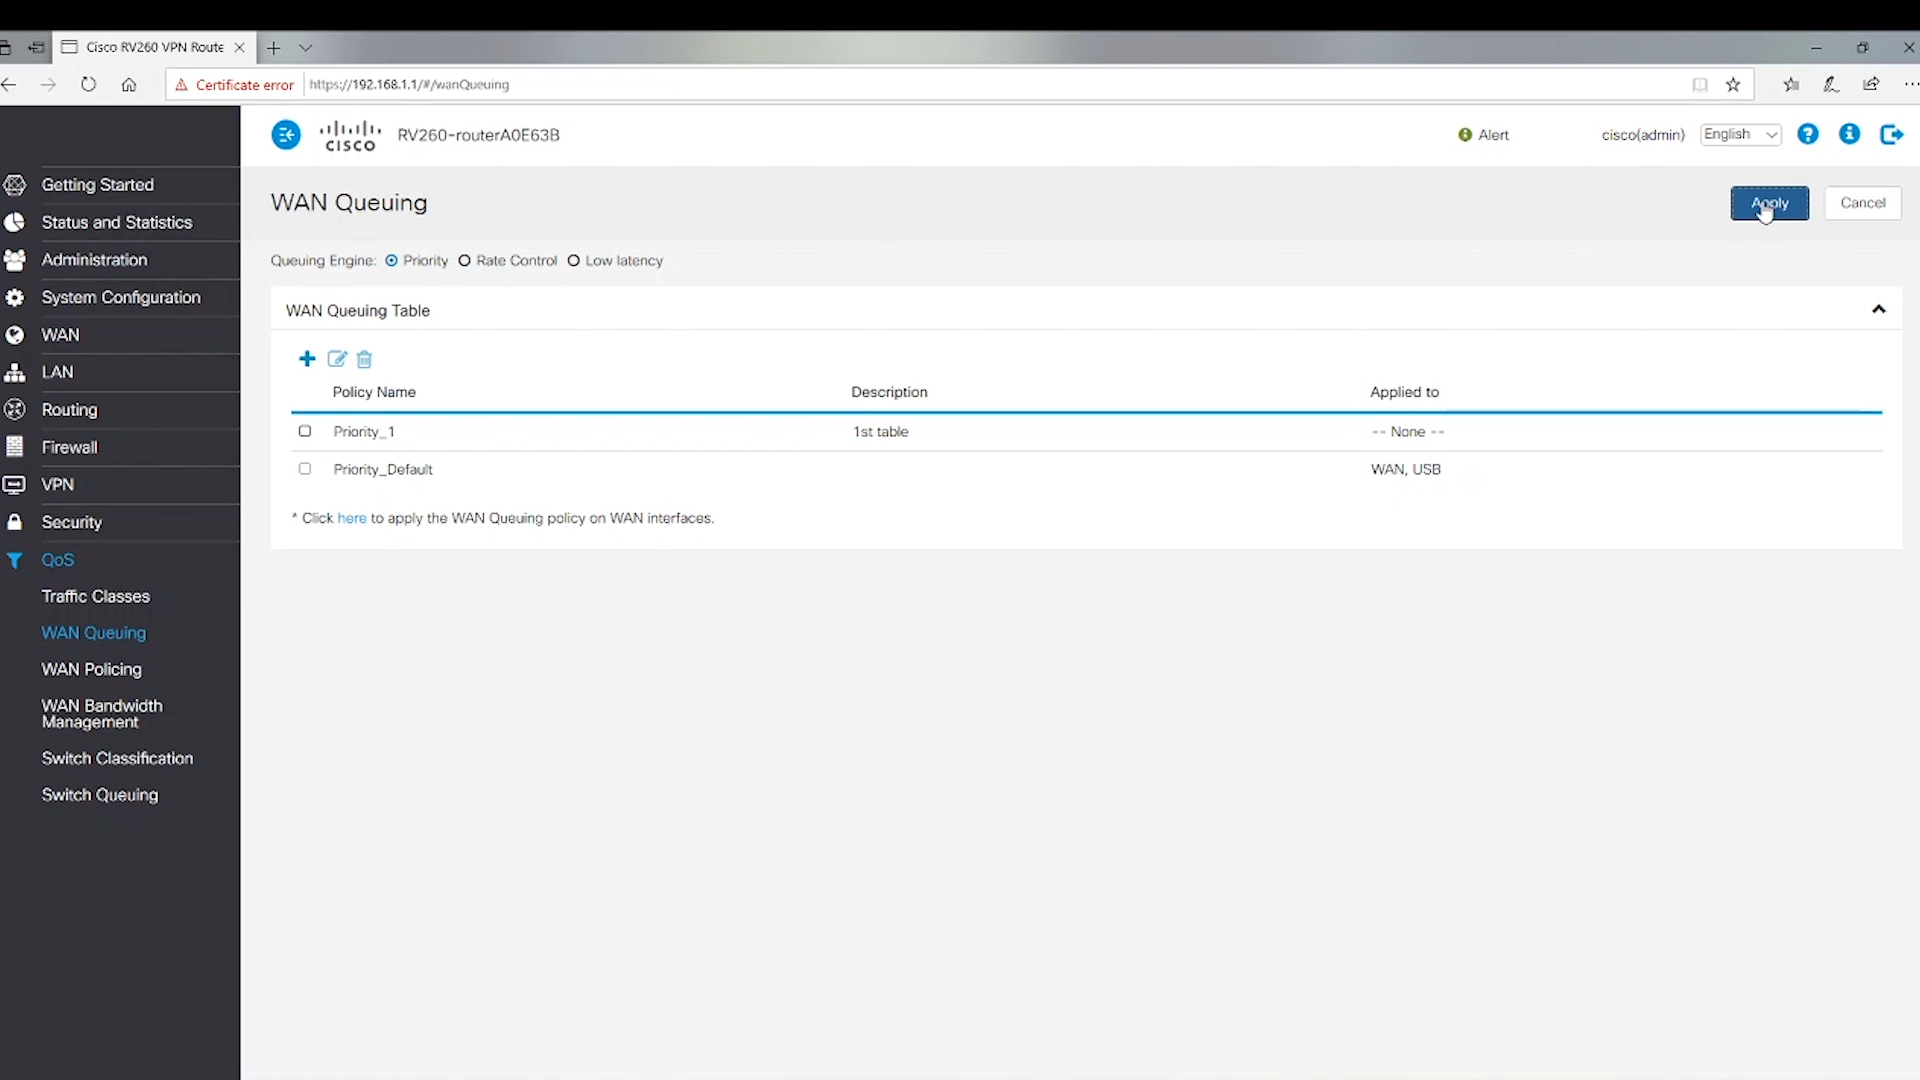 Cisco RV260 VPN Route
Certificate error
https://192.168.1.1/#/wanQueuing
CISCO
RV260-routerA0E63B
Alert
cisco(admin)
English
Getting Started
Status and Statistics
Administration
System Configuration
WAN
LAN
Routing
Firewall
VPN
Security
QoS
Traffic Classes
WAN Queuing
WAN Policing
WAN Bandwidth
Management
Switch Classification
Switch Queuing
WAN Queuing
Apply
Cancel
Queuing Engine: Priority Rate Control Low latency
WAN Queuing Table
Policy Name Description Applied to
Priority_1 1st table -- None --
Priority_Default WAN, USB
* Click here to apply the WAN Queuing policy on WAN interfaces.